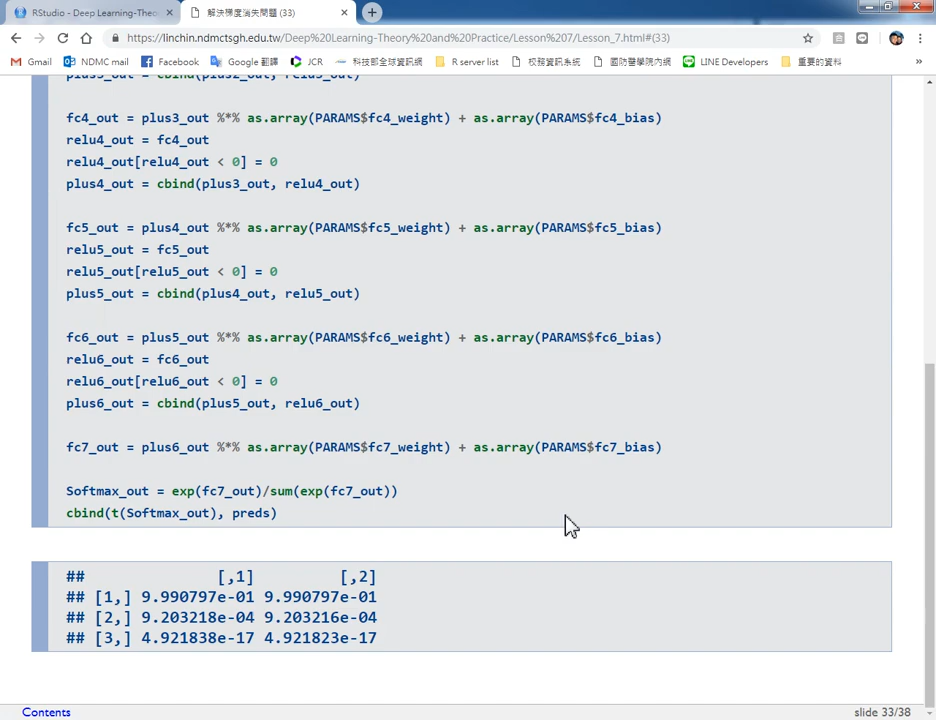 RStudio - Deep Learning-Theo
解決梯度消失問題 (33)
https://linchin.ndmctsgh.edu.tw/Deep%20Learning-Theory%20and%20Practice/Lesson%207/Lesson_7.html#(33)
Gmail NDMC mail Facebook Google 翻譯 JCR 科技部全球資訊網 R server list 校務資訊系統 國防醫學院內網 LINE Developers 重要的資料 »
plus3_out = cbind(plus2_out, relu3_out)
fc4_out = plus3_out %*% as.array(PARAMS$fc4_weight) + as.array(PARAMS$fc4_bias)
relu4_out = fc4_out
relu4_out[relu4_out < 0] = 0
plus4_out = cbind(plus3_out, relu4_out)
fc5_out = plus4_out %*% as.array(PARAMS$fc5_weight) + as.array(PARAMS$fc5_bias)
relu5_out = fc5_out
relu5_out[relu5_out < 0] = 0
plus5_out = cbind(plus4_out, relu5_out)
fc6_out = plus5_out %*% as.array(PARAMS$fc6_weight) + as.array(PARAMS$fc6_bias)
relu6_out = fc6_out
relu6_out[relu6_out < 0] = 0
plus6_out = cbind(plus5_out, relu6_out)
fc7_out = plus6_out %*% as.array(PARAMS$fc7_weight) + as.array(PARAMS$fc7_bias)
Softmax_out = exp(fc7_out)/sum(exp(fc7_out))
cbind(t(Softmax_out), preds)
## [,1] [,2]
## [1,] 9.990797e-01 9.990797e-01
## [2,] 9.203218e-04 9.203216e-04
## [3,] 4.921838e-17 4.921823e-17
Contents
slide 33/38